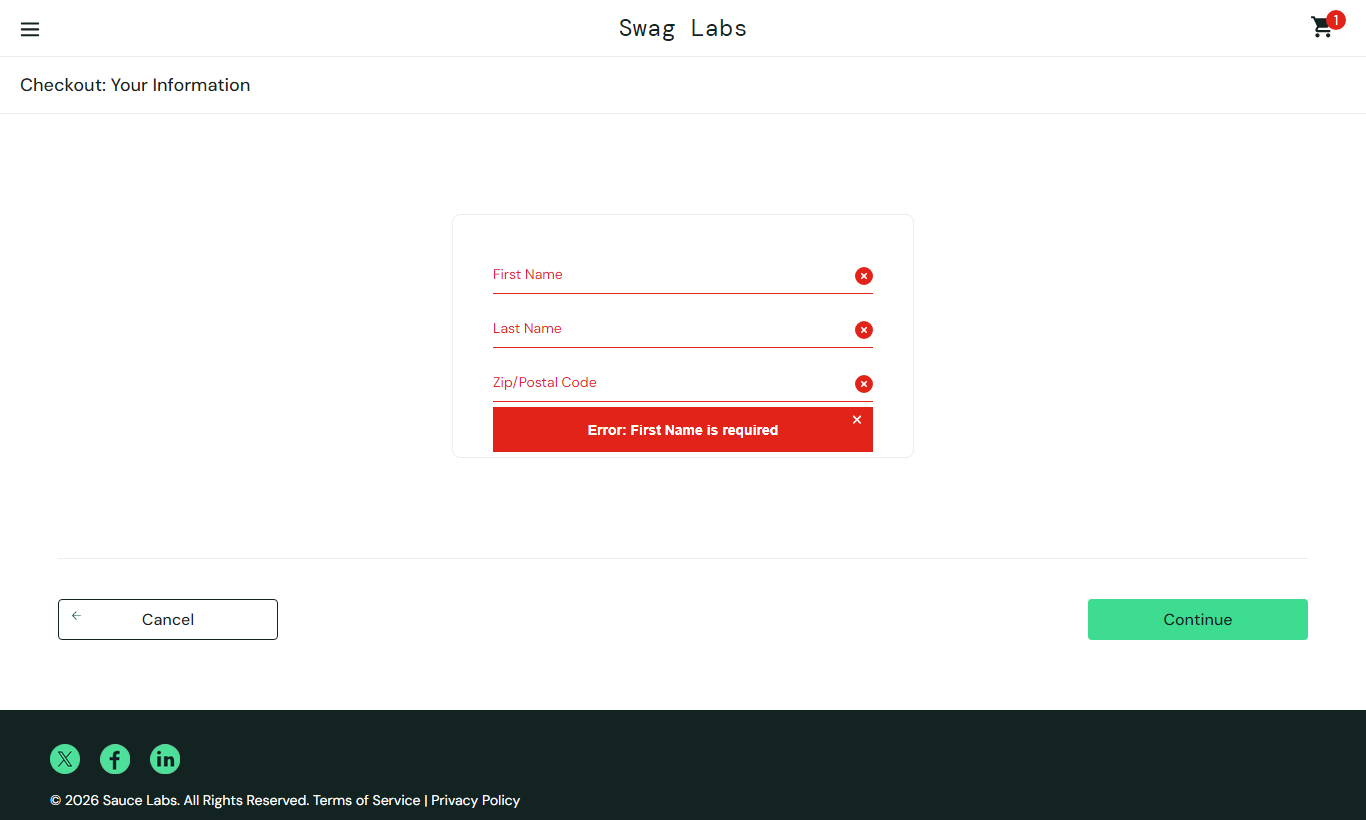 Swag Labs
1
Checkout: Your Information
First Name
Last Name
Zip/Postal Code
Error: First Name is required
Cancel
Continue
© 2026 Sauce Labs. All Rights Reserved. Terms of Service | Privacy Policy